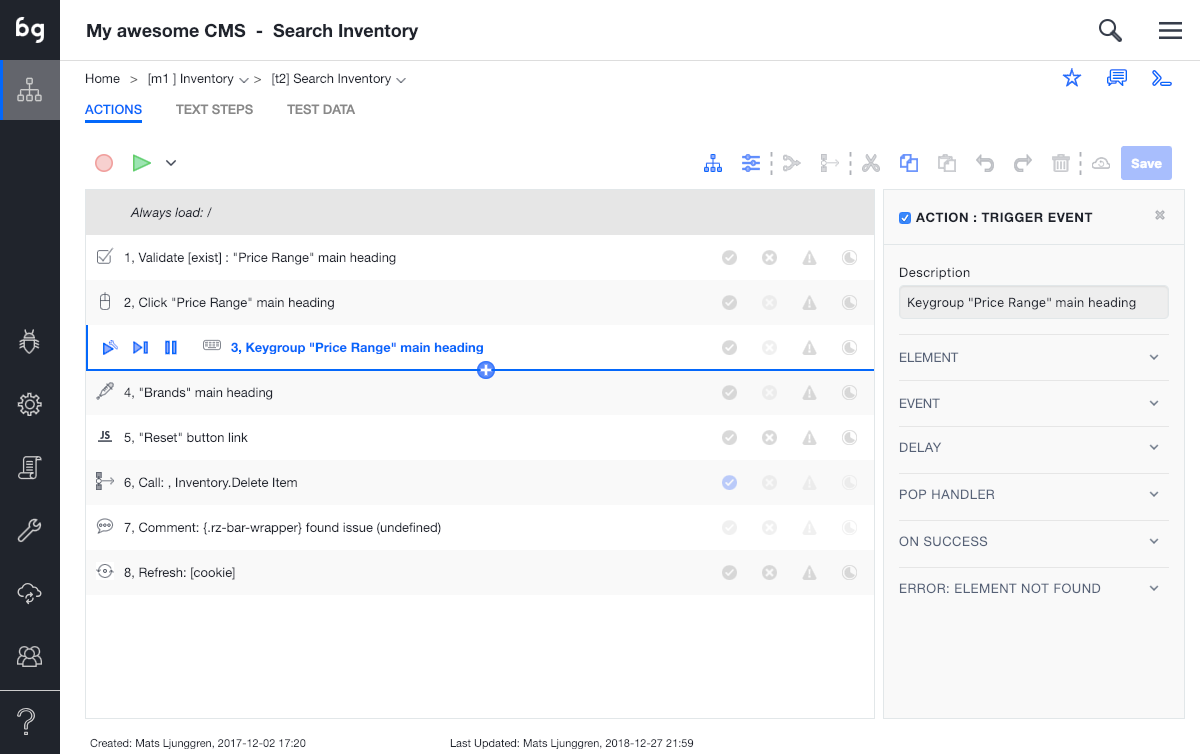 bg
My awesome CMS - Search Inventory
Home > [m1 ] Inventory > [t2] Search Inventory
ACTIONS TEXT STEPS TEST DATA
Save
Always load: /
1, Validate [exist] : "Price Range" main heading
2, Click "Price Range" main heading
3, Keygroup "Price Range" main heading
4, "Brands" main heading
JS 5, "Reset" button link
6, Call: , Inventory.Delete Item
7, Comment: {.rz-bar-wrapper} found issue (undefined)
8, Refresh: [cookie]
ACTION : TRIGGER EVENT
Description
Keygroup "Price Range" main heading
ELEMENT
EVENT
DELAY
POP HANDLER
ON SUCCESS
ERROR: ELEMENT NOT FOUND
Created: Mats Ljunggren, 2017-12-02 17:20 Last Updated: Mats Ljunggren, 2018-12-27 21:59